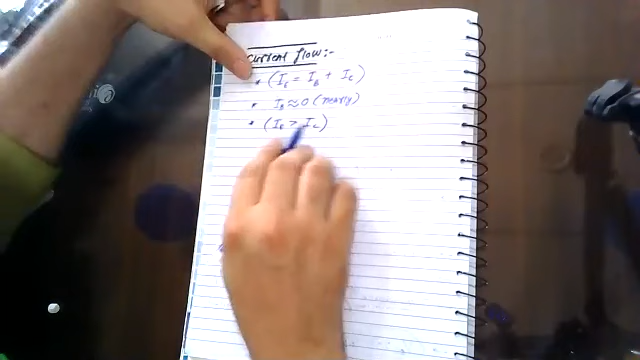 Current flow:-
• (I_E = I_B + I_C)
• I_B ≈ 0 (nearly)
• (I_E > I_C)